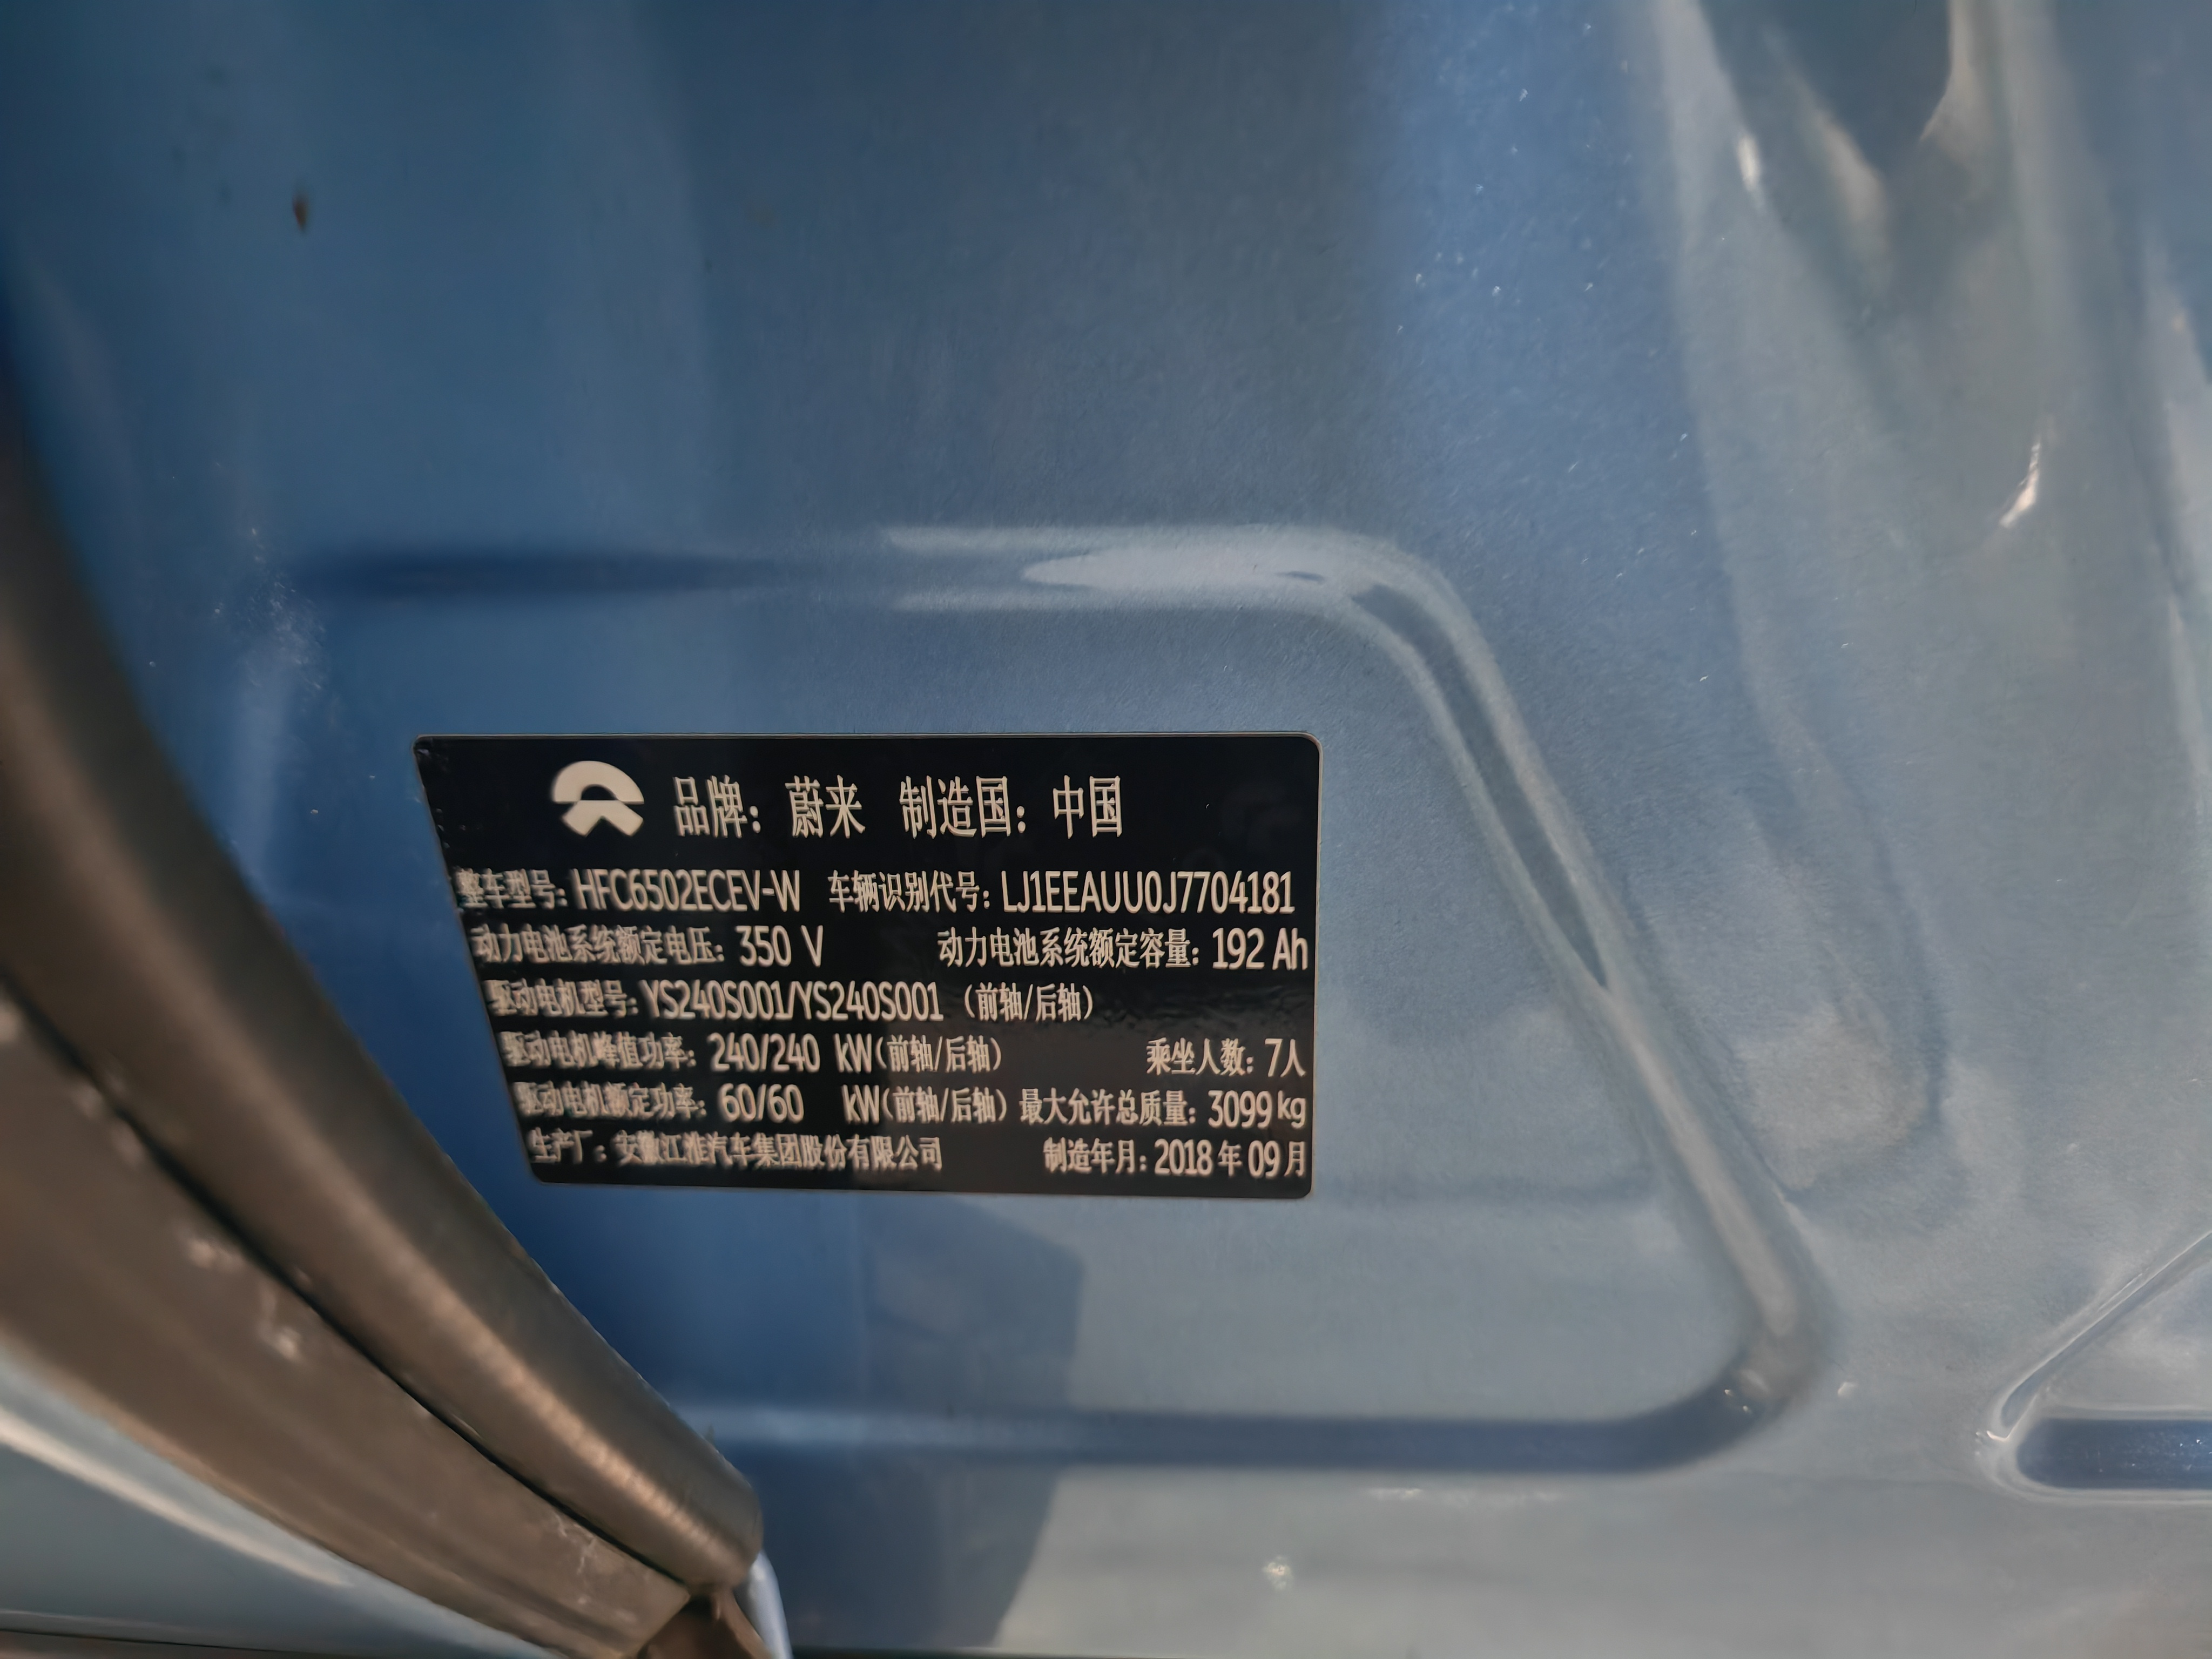 品牌：蔚来 制造国：中国
整车型号：HFC6502ECEV-W 车辆识别代号：LJ1EEAUU0J7704181
动力电池系统额定电压：350 V 动力电池系统额定容量：192 Ah
驱动电机型号：YS240S001/YS240S001 （前轴/后轴）
驱动电机峰值功率：240/240 kW（前轴/后轴） 乘坐人数：7人
驱动电机额定功率：60/60 kW（前轴/后轴） 最大允许总质量：3099kg
生产厂：安徽江淮汽车集团股份有限公司 制造年月：2018年09月